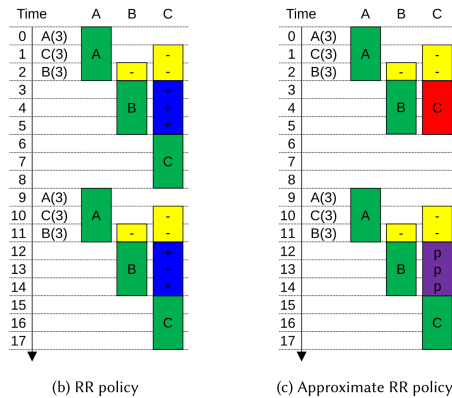 Time A B C
0 A(3)
1 C(3) A -
2 B(3) - -
3 +
4 B +
5 +
6
7 C
8
9 A(3)
10 C(3) A -
11 B(3) - -
12 +
13 B +
14 +
15
16 C
17
(b) RR policy
Time A B C
0 A(3)
1 C(3) A -
2 B(3) - -
3
4 B C
5
6
7
8
9 A(3)
10 C(3) A -
11 B(3) - -
12 p
13 B p
14 p
15
16 C
17
(c) Approximate RR policy